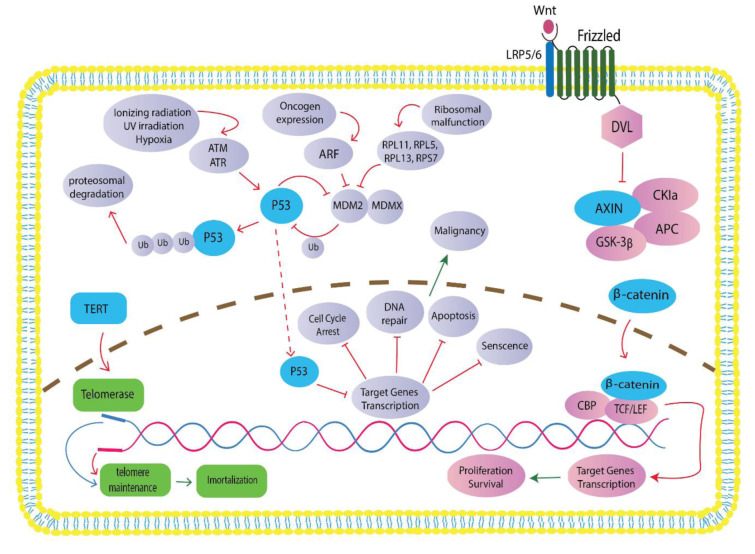 Wnt
Frizzled
LRP5/6
DVL
Ionizing radiation
UV irradiation
Hypoxia
ATM
ATR
Oncogen
expression
ARF
Ribosomal
malfunction
RPL11, RPL5,
RPL13, RPS7
proteosomal
degradation
P53
MDM2
MDMX
Ub
Ub
Ub
Ub
P53
Malignancy
AXIN
CKIa
APC
GSK-3β
β-catenin
TERT
Cell Cycle
Arrest
DNA
repair
Apoptosis
Senscence
P53
Target Genes
Transcription
Telomerase
β-catenin
CBP
TCF/LEF
telomere
maintenance
Imortalization
Proliferation
Survival
Target Genes
Transcription